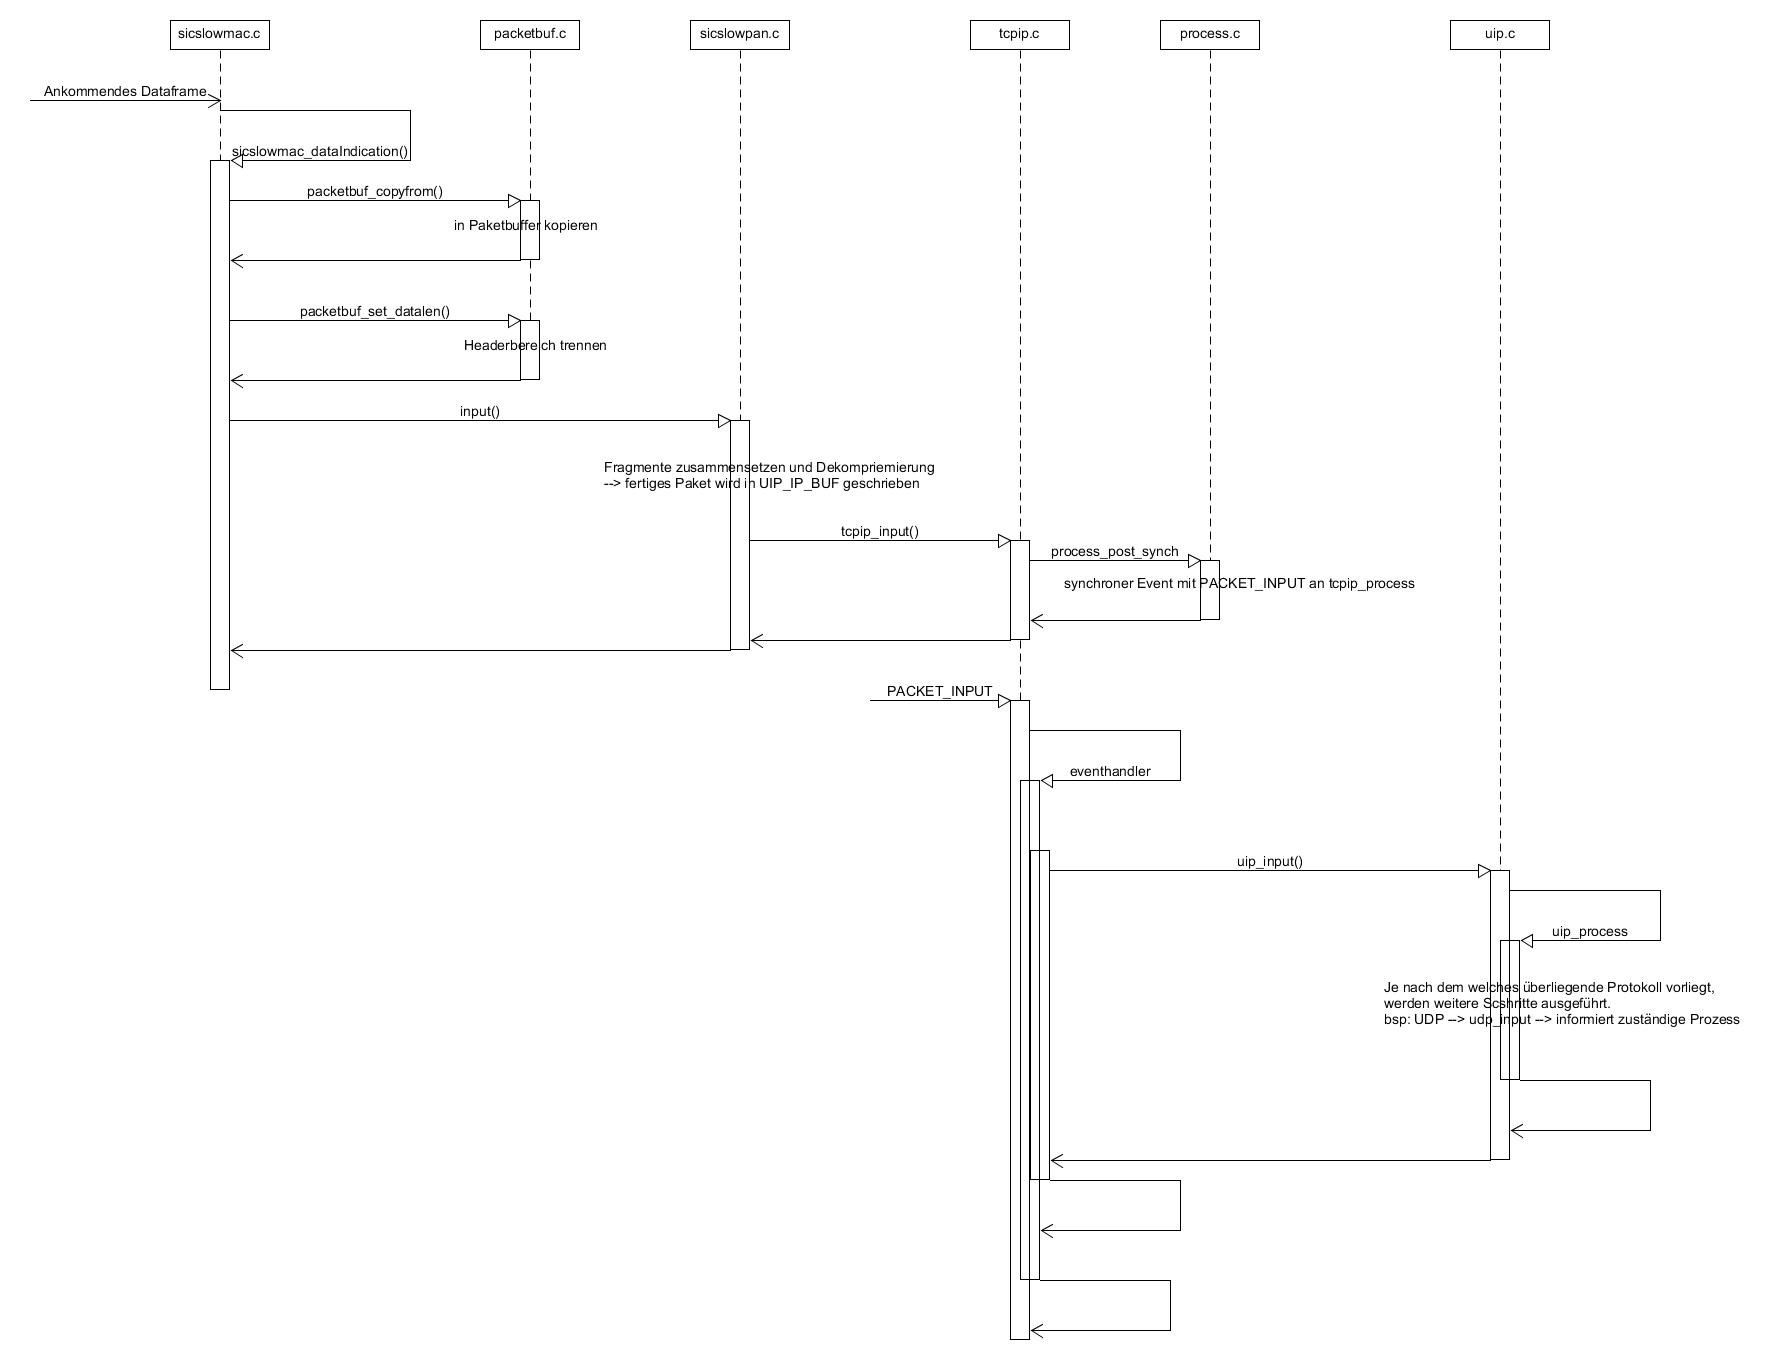 sicslowmac.c
packetbuf.c
sicslowpan.c
tcpip.c
process.c
uip.c
Ankommendes Dataframe
sicslowmac_dataIndication()
packetbuf_copyfrom()
in Paketbuffer kopieren
packetbuf_set_datalen()
Headerbereich trennen
input()
Fragmente zusammensetzen und Dekompriemierung
--> fertiges Paket wird in UIP_IP_BUF geschrieben
tcpip_input()
process_post_synch
synchroner Event mit PACKET_INPUT an tcpip_process
PACKET_INPUT
eventhandler
uip_input()
uip_process
Je nach dem welches überliegende Protokoll vorliegt,
werden weitere Scshritte ausgeführt.
bsp: UDP --> udp_input --> informiert zuständige Prozess